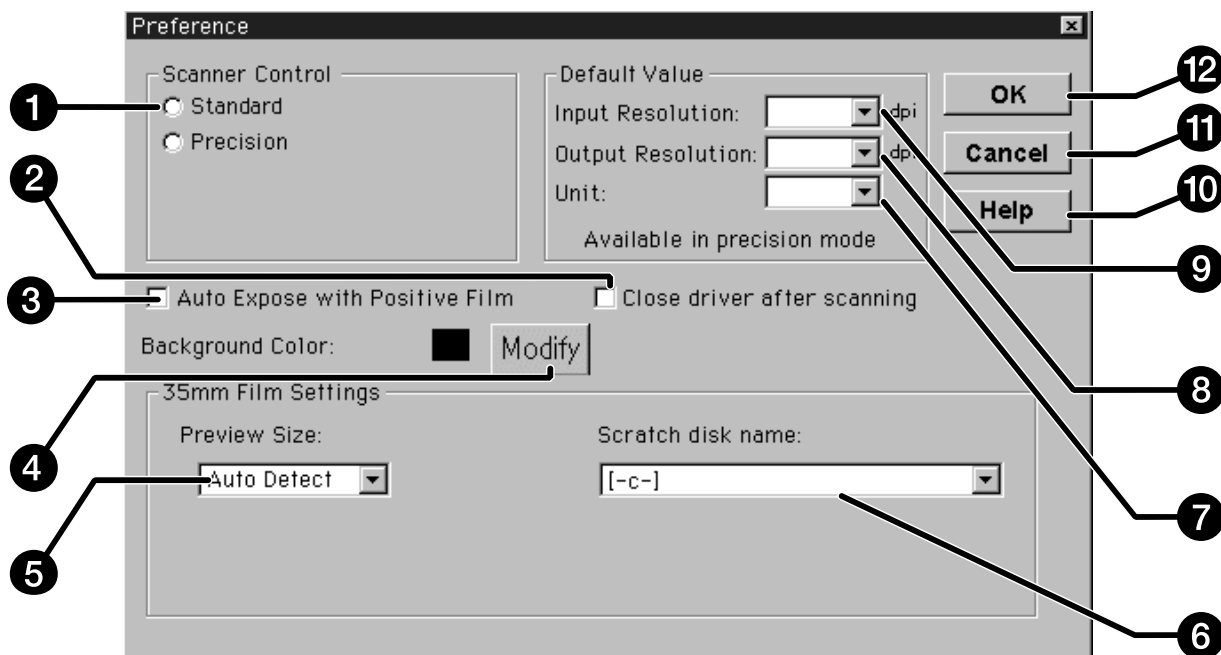 Preference
Scanner Control
Standard
Precision
Default Value
Input Resolution: dpi
Output Resolution: dp
Unit:
Available in precision mode
OK
Cancel
Help
Auto Expose with Positive Film
Close driver after scanning
Background Color:
Modify
35mm Film Settings
Preview Size:
Auto Detect
Scratch disk name:
[-c-]
1
2
3
4
5
6
7
8
9
10
11
12